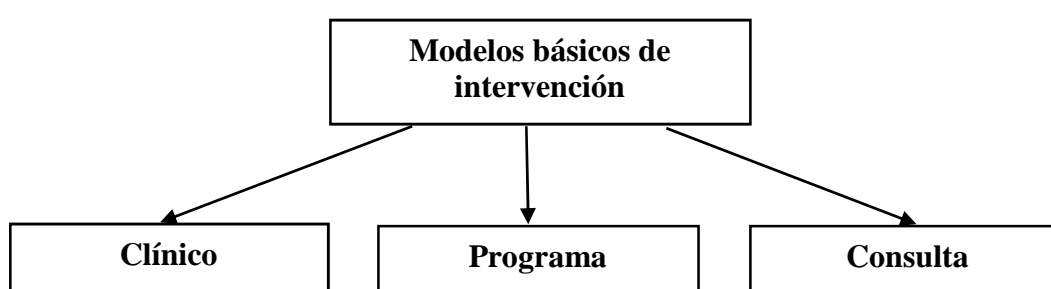 Modelos básicos de
intervención
Clínico
Programa
Consulta